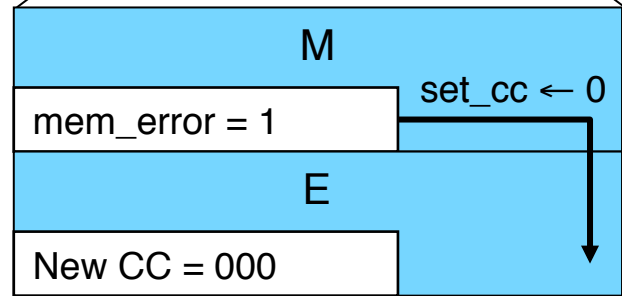 M
set_cc ← 0
mem_error = 1
E
New CC = 000